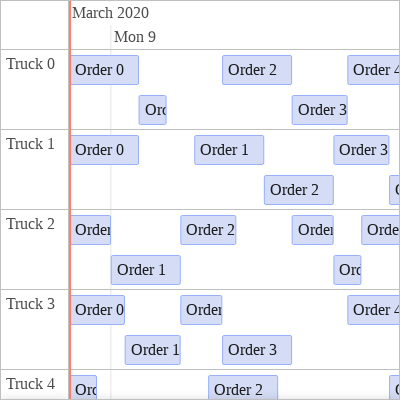 March 2020
Mon 9
Truck 0
Order 0
Order 2
Order 4
Orc
Order 3
Truck 1
Order 0
Order 1
Order 3
Order 2
Truck 2
Order
Order 2
Order
Orde
Order 1
Orc
Truck 3
Order 0
Order
Order 4
Order 1
Order 3
Truck 4
Orc
Order 2